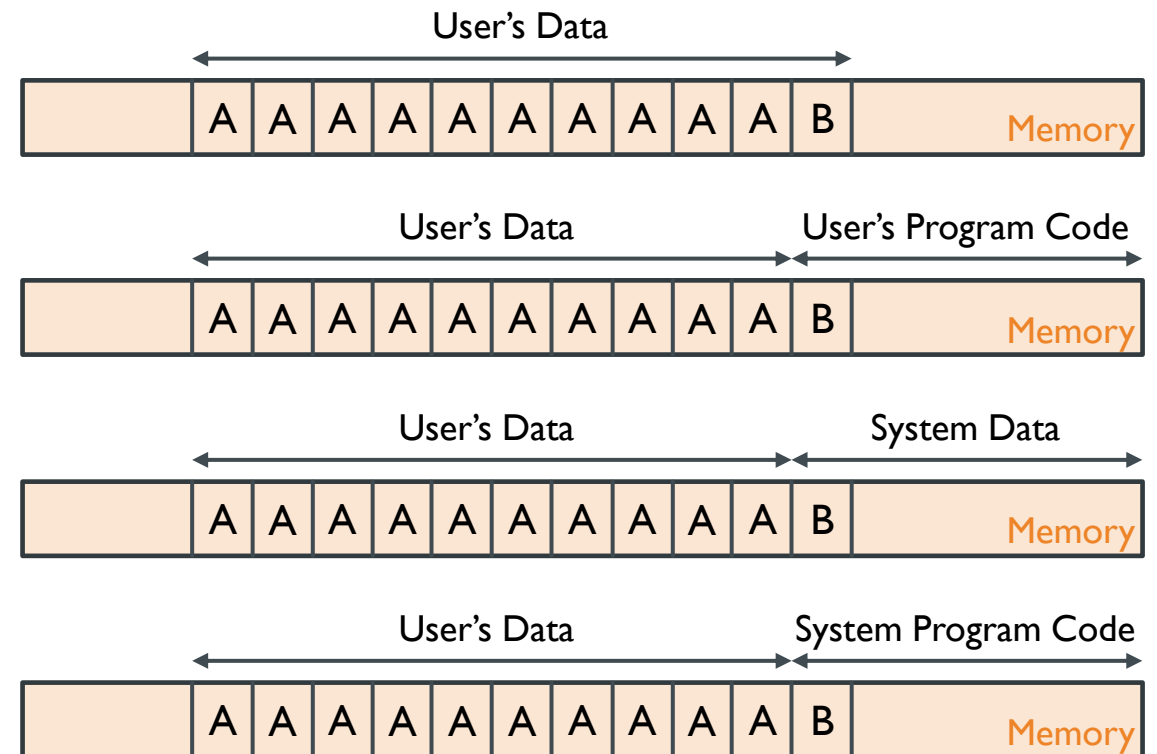 User’s Data
A A A A A A A A A A B Memory
User’s Data User’s Program Code
A A A A A A A A A A B Memory
User’s Data System Data
A A A A A A A A A A B Memory
User’s Data System Program Code
A A A A A A A A A A B Memory